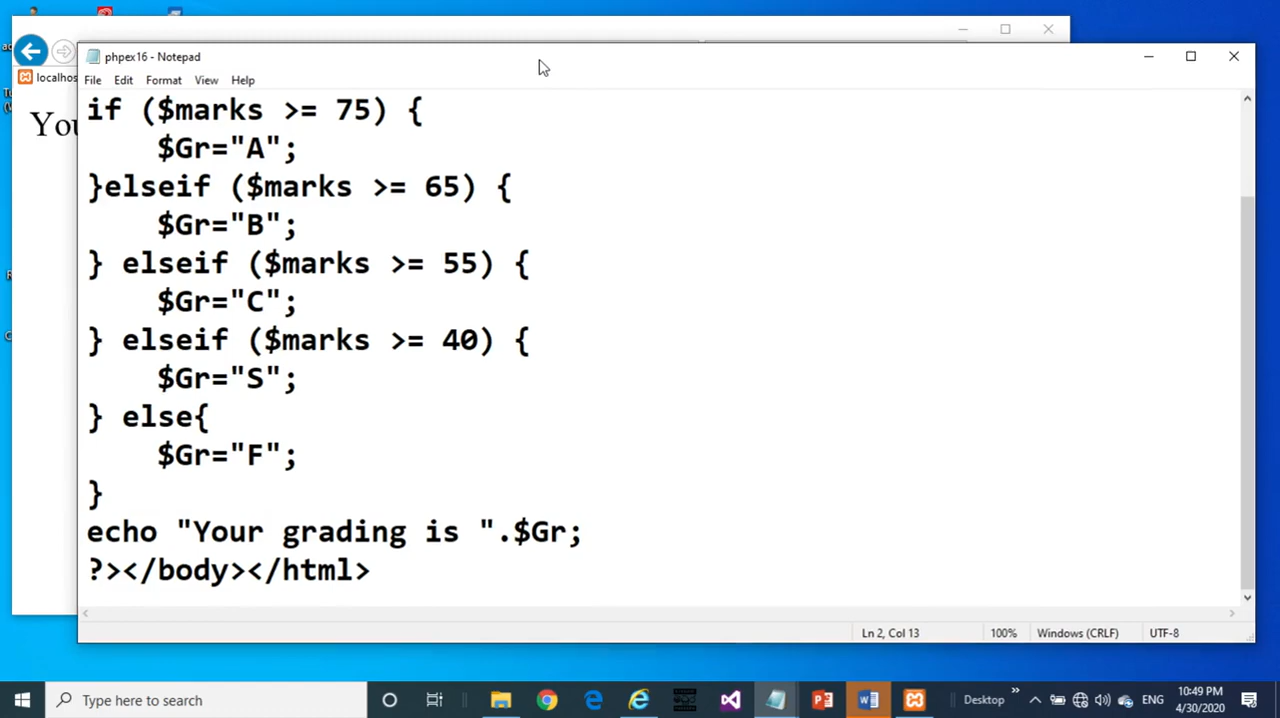 phpex16 - Notepad
localhos
File Edit Format View Help
You
if ($marks >= 75) {
$Gr="A";
}elseif ($marks >= 65) {
$Gr="B";
} elseif ($marks >= 55) {
$Gr="C";
} elseif ($marks >= 40) {
$Gr="S";
} else{
$Gr="F";
}
echo "Your grading is ".$Gr;
?></body></html>
Ln 2, Col 13 100% Windows (CRLF) UTF-8
Type here to search
Desktop
ENG
10:49 PM
4/30/2020